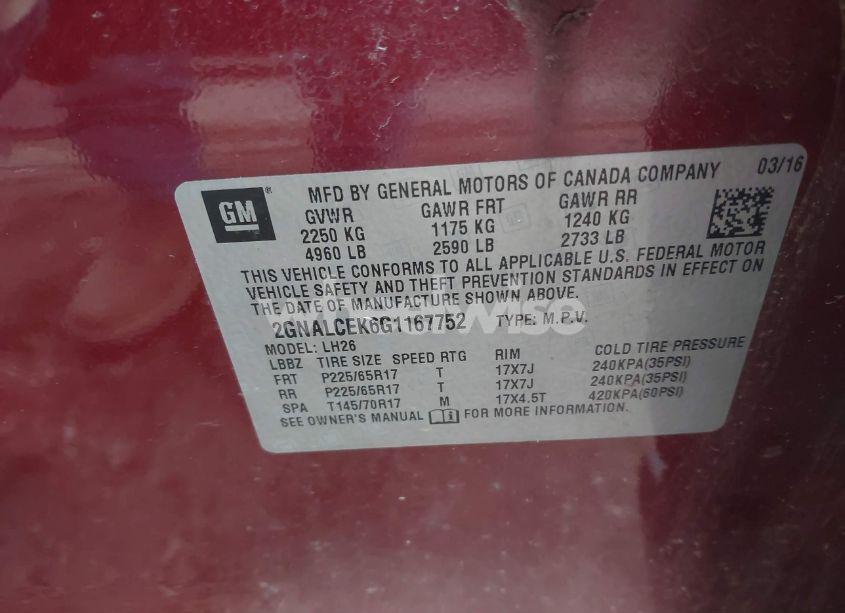 GM
MFD BY GENERAL MOTORS OF CANADA COMPANY 03/16
GVWR GAWR FRT GAWR RR
2250 KG 1175 KG 1240 KG
4960 LB 2590 LB 2733 LB
THIS VEHICLE CONFORMS TO ALL APPLICABLE U.S. FEDERAL MOTOR
VEHICLE SAFETY AND THEFT PREVENTION STANDARDS IN EFFECT ON
THE DATE OF MANUFACTURE SHOWN ABOVE.
2GNALCEK6G1167752 TYPE: M.P.V.
MODEL: LH26
LBBZ TIRE SIZE SPEED RTG RIM COLD TIRE PRESSURE
FRT P225/65R17 T 17X7J 240KPA(35PSI)
RR P225/65R17 T 17X7J 240KPA(35PSI)
SPA T145/70R17 M 17X4.5T 420KPA(60PSI)
SEE OWNER'S MANUAL FOR MORE INFORMATION.